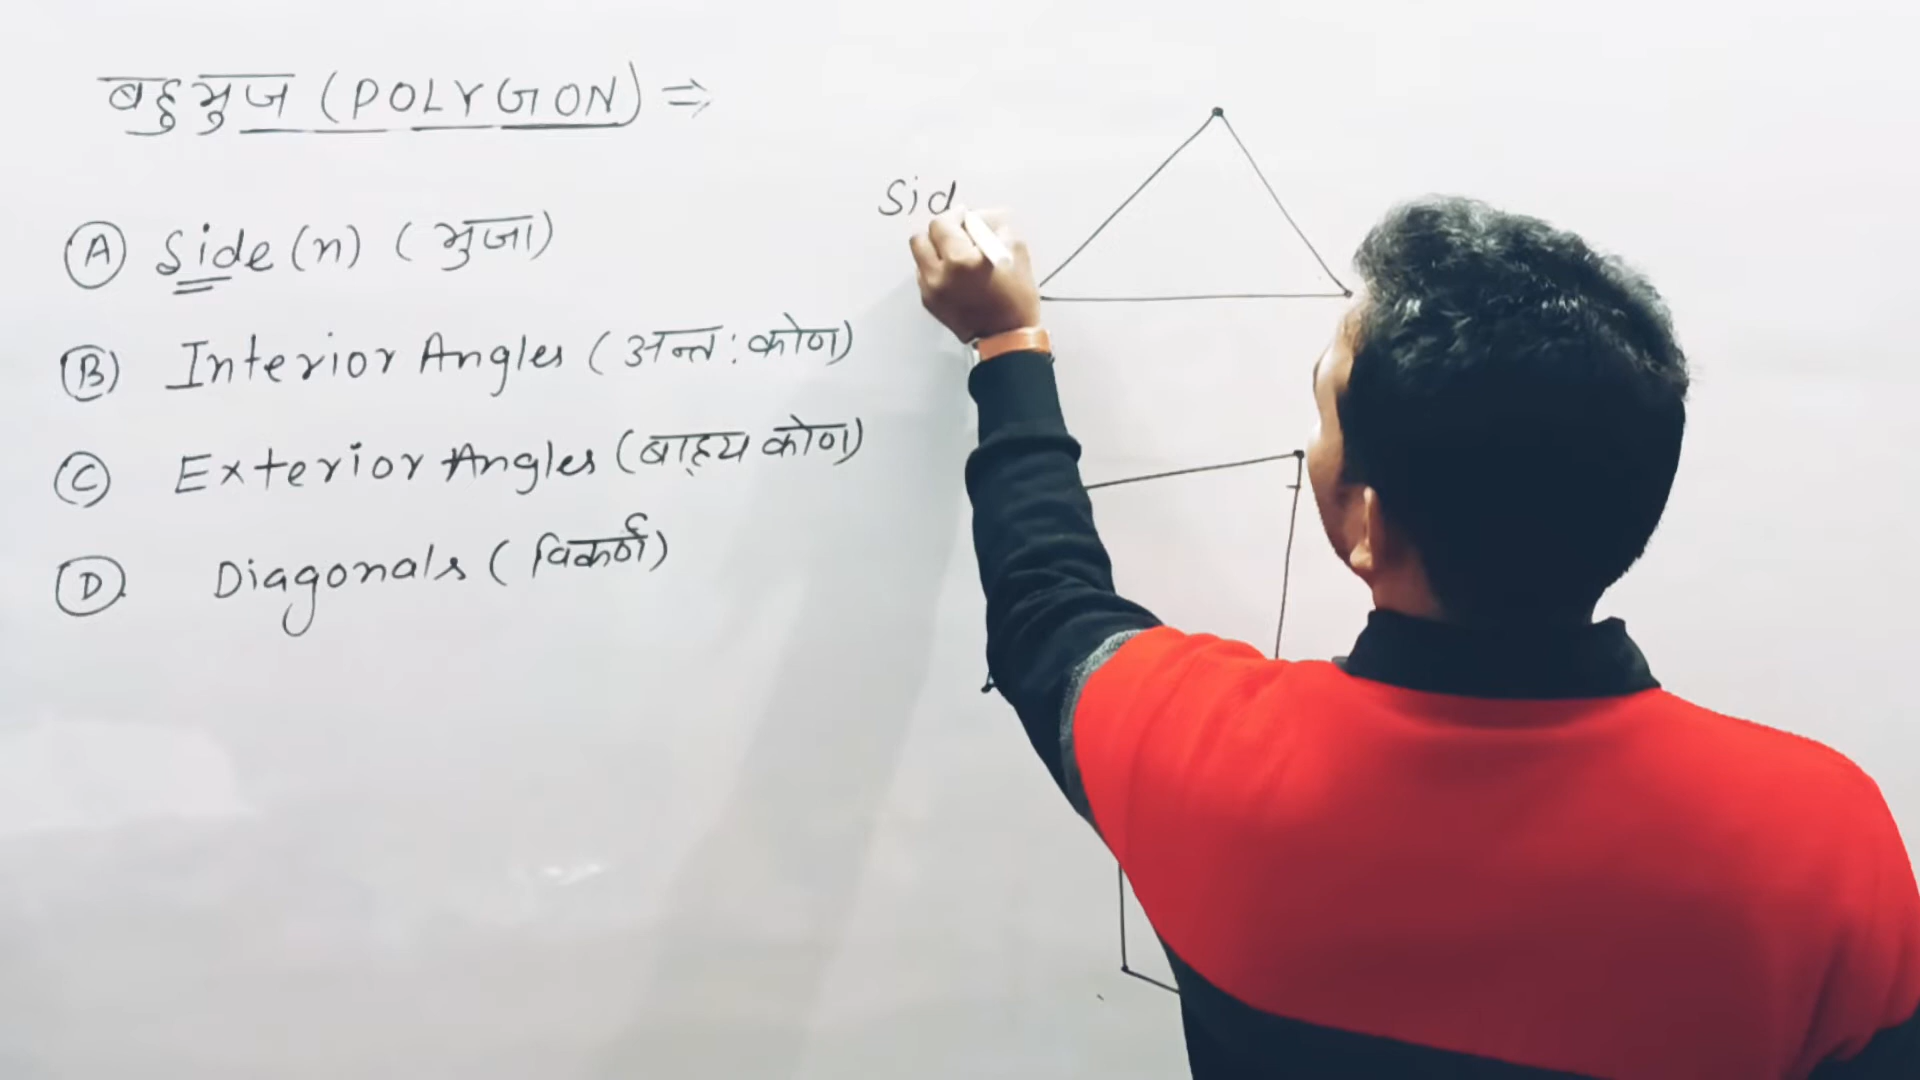 बहुभुज (POLYGON) ⇒
Ⓐ Side (n) (भुजा)
Ⓑ Interior Angles (अन्त:कोण)
Ⓒ Exterior Angles (बाह्य कोण)
Ⓓ Diagonals (विकर्ण)
Sid